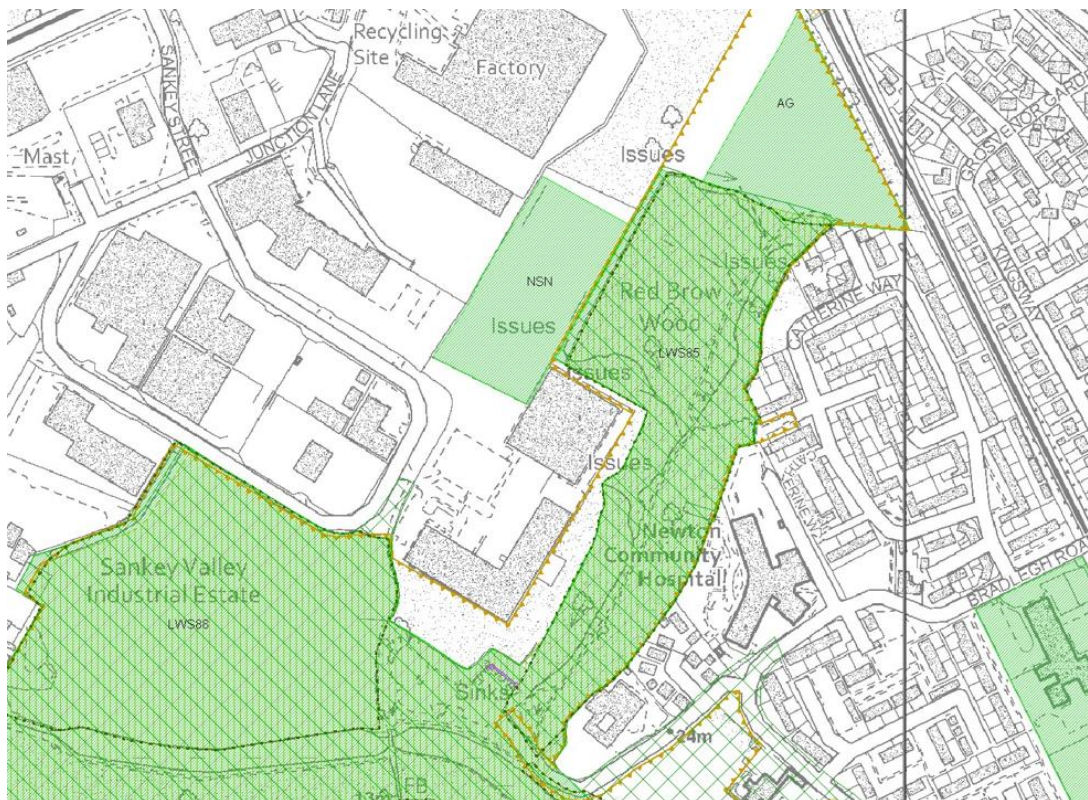 Recycling
Site
Factory
SANKEY STREET
JUNCTION LANE
Mast
AG
Issues
NSN
Issues
Issues
Red Brow
Wood
LWS85
KINGSWAY
Issues
Issues
Newton
Community
Hospital
Sankey Valley
Industrial Estate
LWS88
Sinks
24m
FB
13m